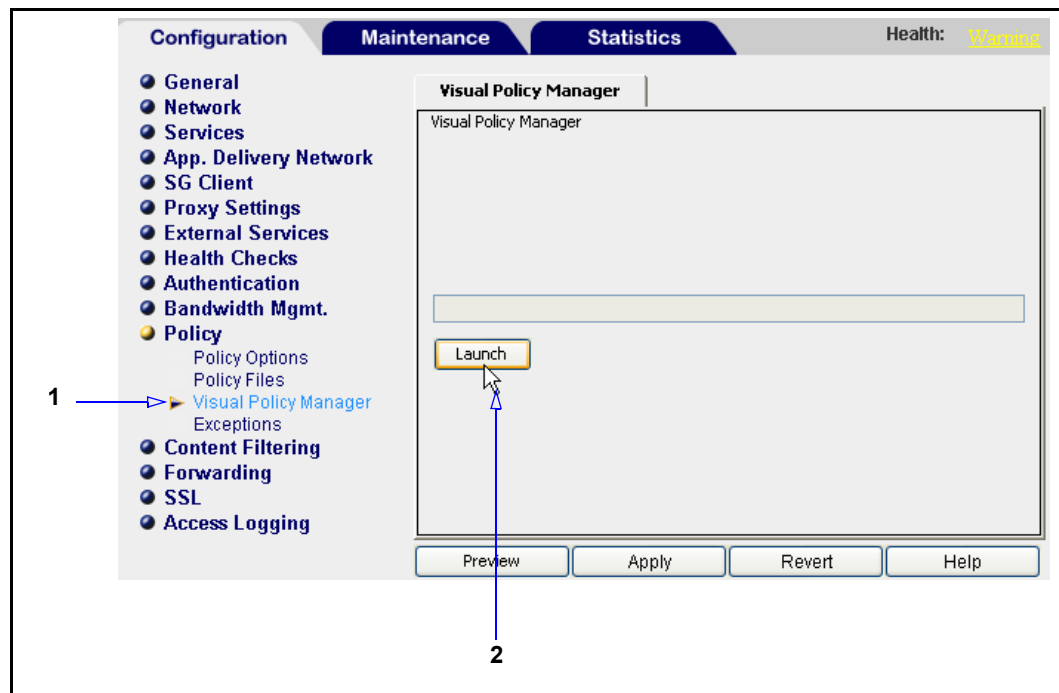 Configuration
Maintenance
Statistics
Health: Warning
General
Network
Services
App. Delivery Network
SG Client
Proxy Settings
External Services
Health Checks
Authentication
Bandwidth Mgmt.
Policy
Policy Options
Policy Files
Visual Policy Manager
Exceptions
Content Filtering
Forwarding
SSL
Access Logging
Visual Policy Manager
Visual Policy Manager
Launch
Preview
Apply
Revert
Help
1
2